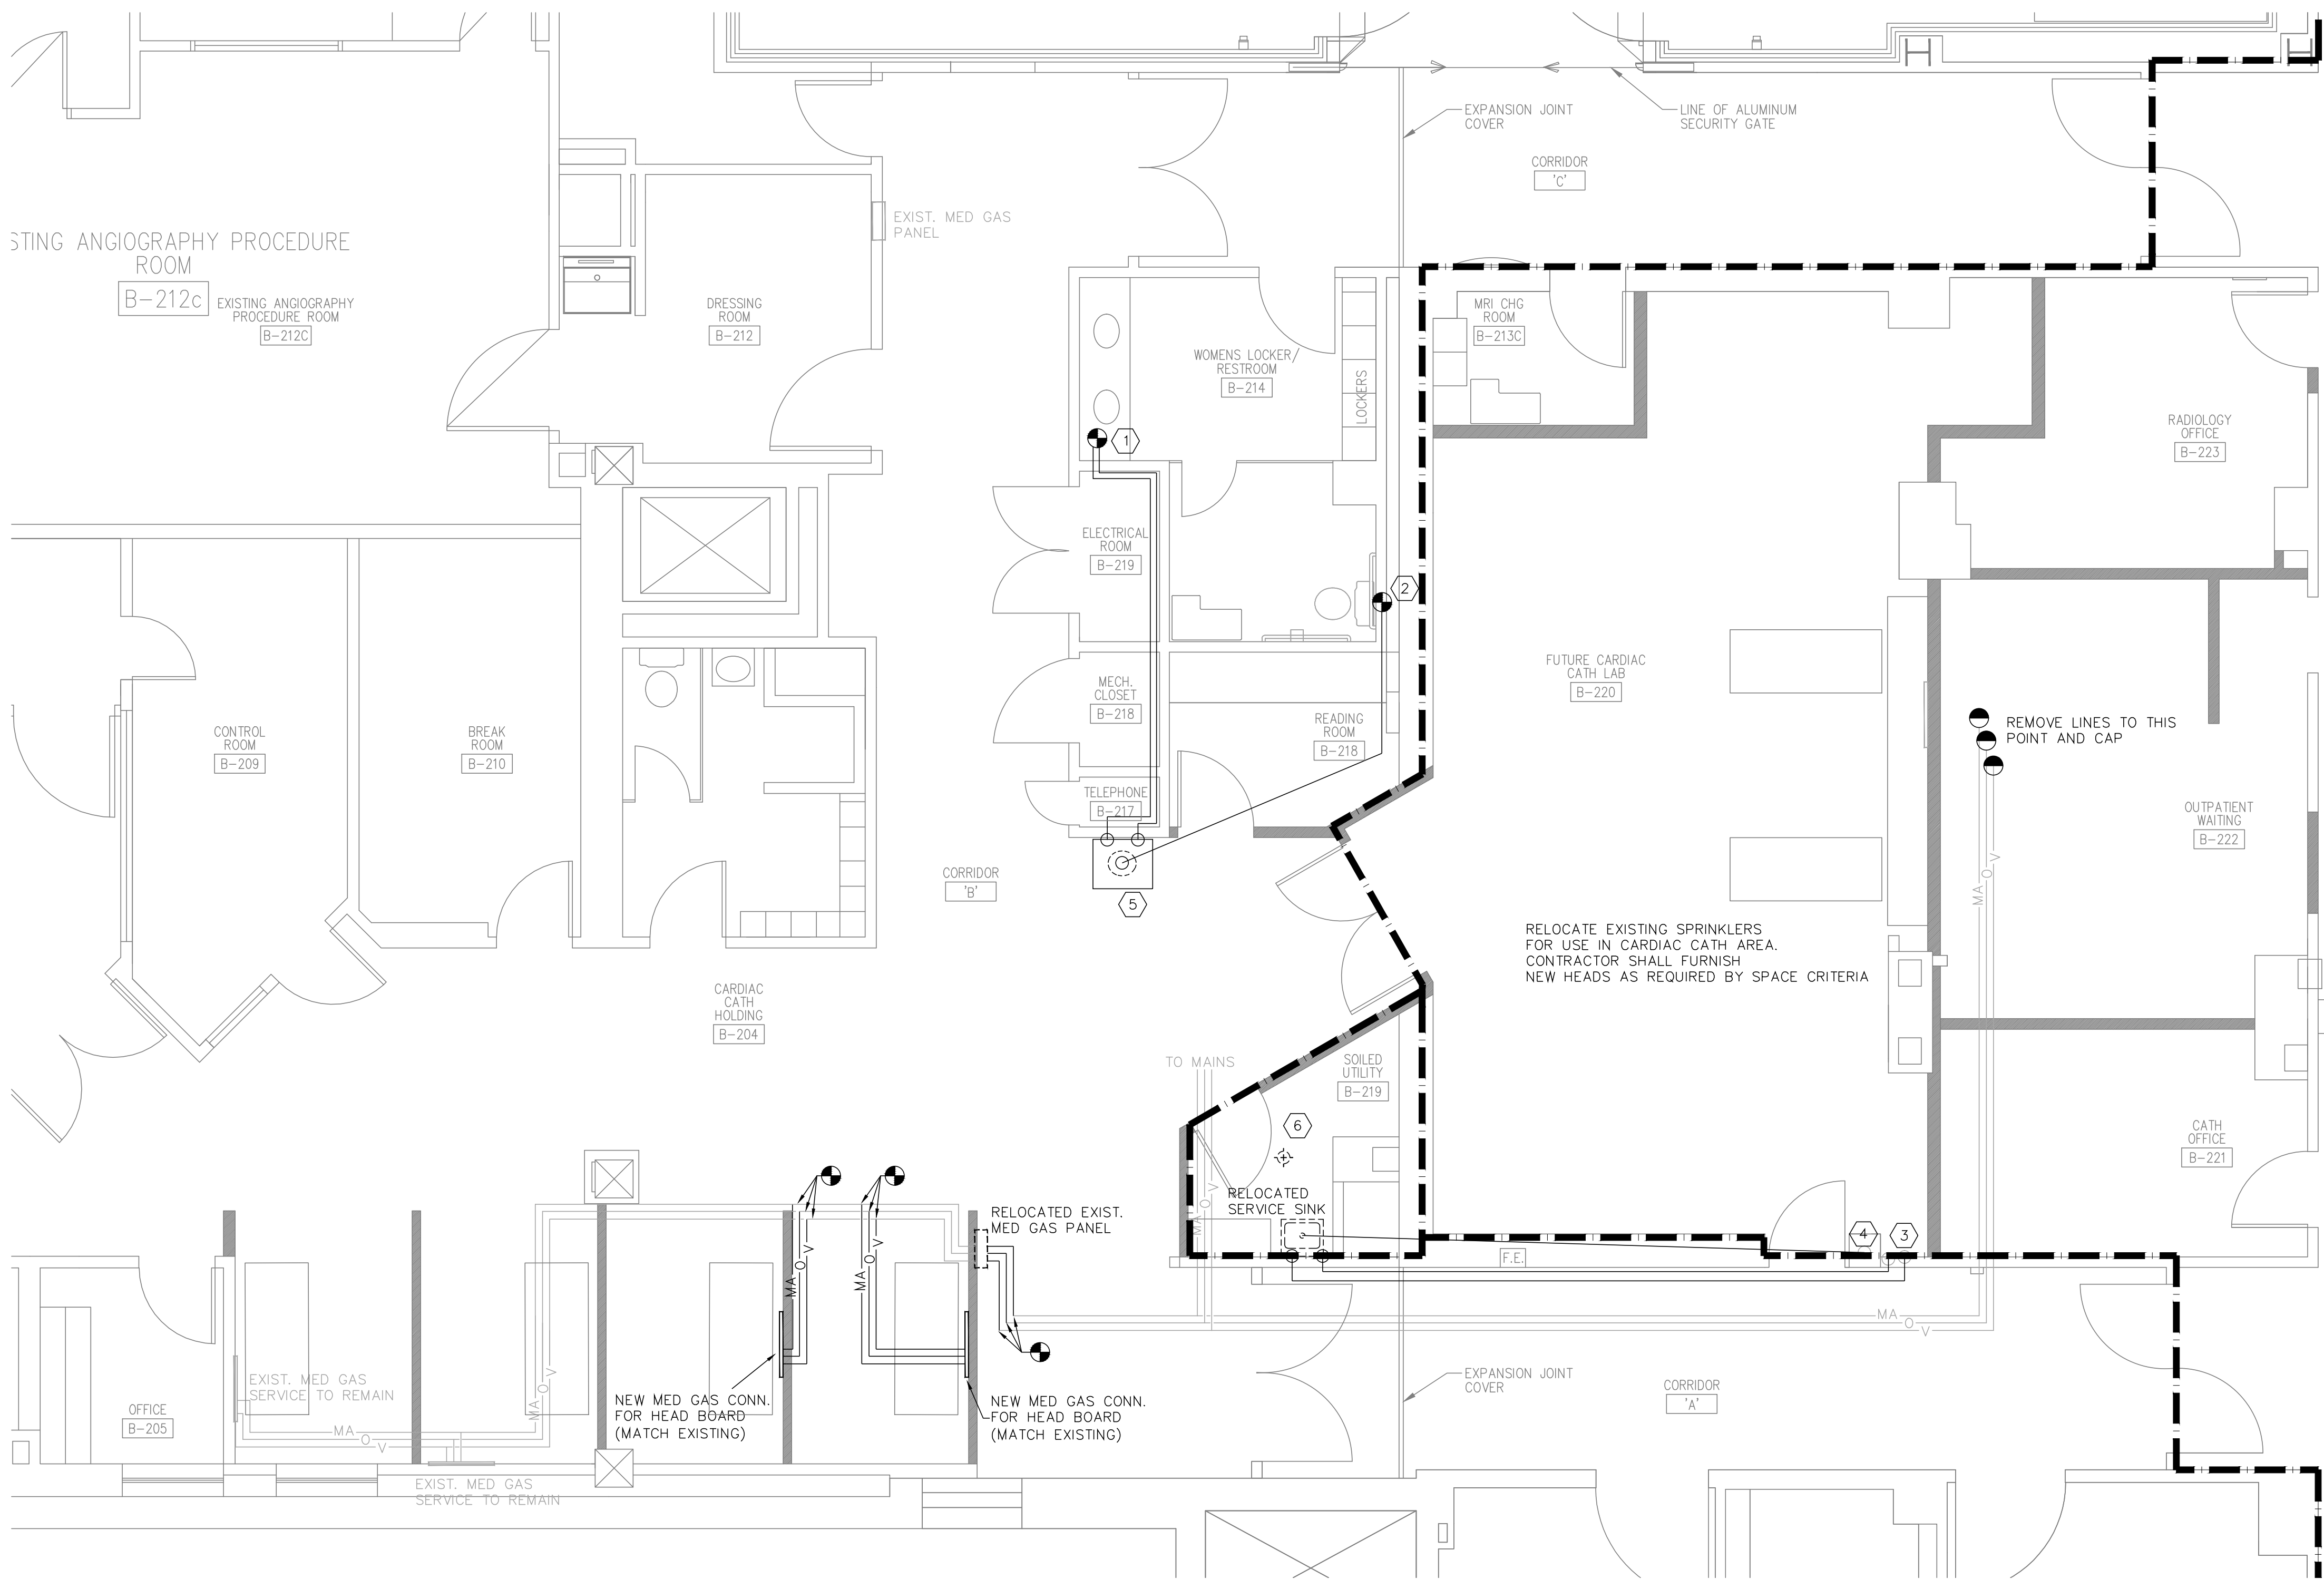 EXPANSION JOINT
COVER
LINE OF ALUMINUM
SECURITY GATE
CORRIDOR
'C'
EXIST. MED GAS
PANEL
STING ANGIOGRAPHY PROCEDURE
ROOM
B-212c
EXISTING ANGIOGRAPHY
PROCEDURE ROOM
B-212C
DRESSING
ROOM
B-212
MRI CHG
ROOM
B-213C
WOMENS LOCKER/
RESTROOM
B-214
LOCKERS
RADIOLOGY
OFFICE
B-223
1
ELECTRICAL
ROOM
B-219
2
FUTURE CARDIAC
CATH LAB
B-220
MECH.
CLOSET
B-218
READING
ROOM
B-218
CONTROL
ROOM
B-209
BREAK
ROOM
B-210
REMOVE LINES TO THIS
POINT AND CAP
TELEPHONE
B-217
OUTPATIENT
WAITING
B-222
CORRIDOR
'B'
5
MA
O
V
RELOCATE EXISTING SPRINKLERS
FOR USE IN CARDIAC CATH AREA.
CONTRACTOR SHALL FURNISH
NEW HEADS AS REQUIRED BY SPACE CRITERIA
CARDIAC
CATH
HOLDING
B-204
TO MAINS
SOILED
UTILITY
B-219
6
CATH
OFFICE
B-221
RELOCATED
SERVICE SINK
MA
O
V
RELOCATED EXIST.
MED GAS PANEL
4
3
F.E.
MA
O
V
MA
O
V
MA
O
V
EXPANSION JOINT
COVER
CORRIDOR
'A'
EXIST. MED GAS
SERVICE TO REMAIN
MA
O
V
NEW MED GAS CONN.
FOR HEAD BOARD
(MATCH EXISTING)
NEW MED GAS CONN.
FOR HEAD BOARD
(MATCH EXISTING)
OFFICE
B-205
MA
O
V
EXIST. MED GAS
SERVICE TO REMAIN